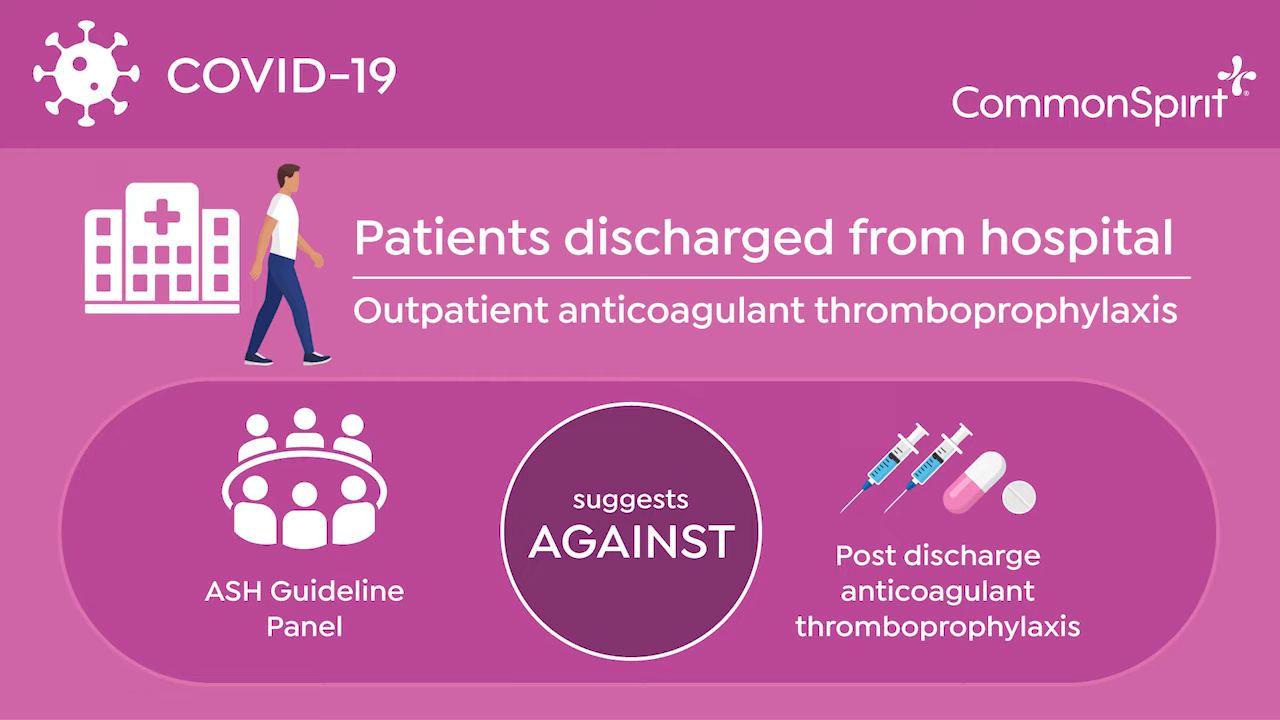 COVID-19
CommonSpirit®
Patients discharged from hospital
Outpatient anticoagulant thromboprophylaxis
suggests
AGAINST
ASH Guideline
Panel
Post discharge
anticoagulant
thromboprophylaxis